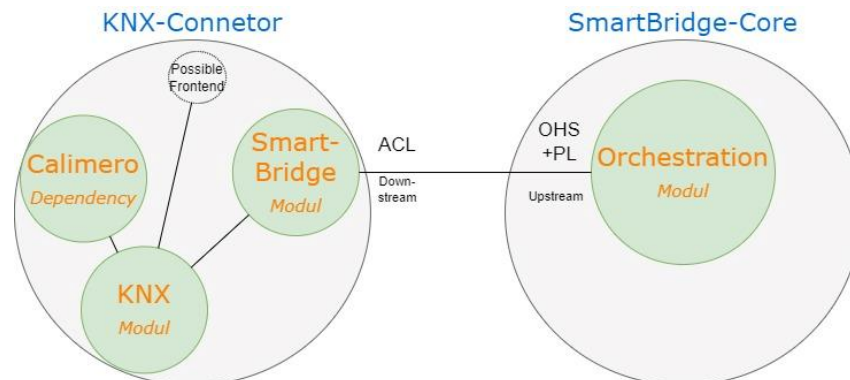 KNX-Connetor
SmartBridge-Core
Possible
Frontend
Calimero
Dependency
Smart-
Bridge
Modul
KNX
Modul
ACL
Down-
stream
OHS
+PL
Upstream
Orchestration
Modul